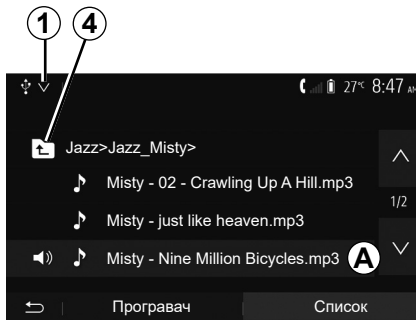 1 4
27°C 8:47 AM
Jazz>Jazz_Misty>
Misty - 02 - Crawling Up A Hill.mp3
Misty - just like heaven.mp3
1/2
Misty - Nine Million Bicycles.mp3 A
Програвач Список